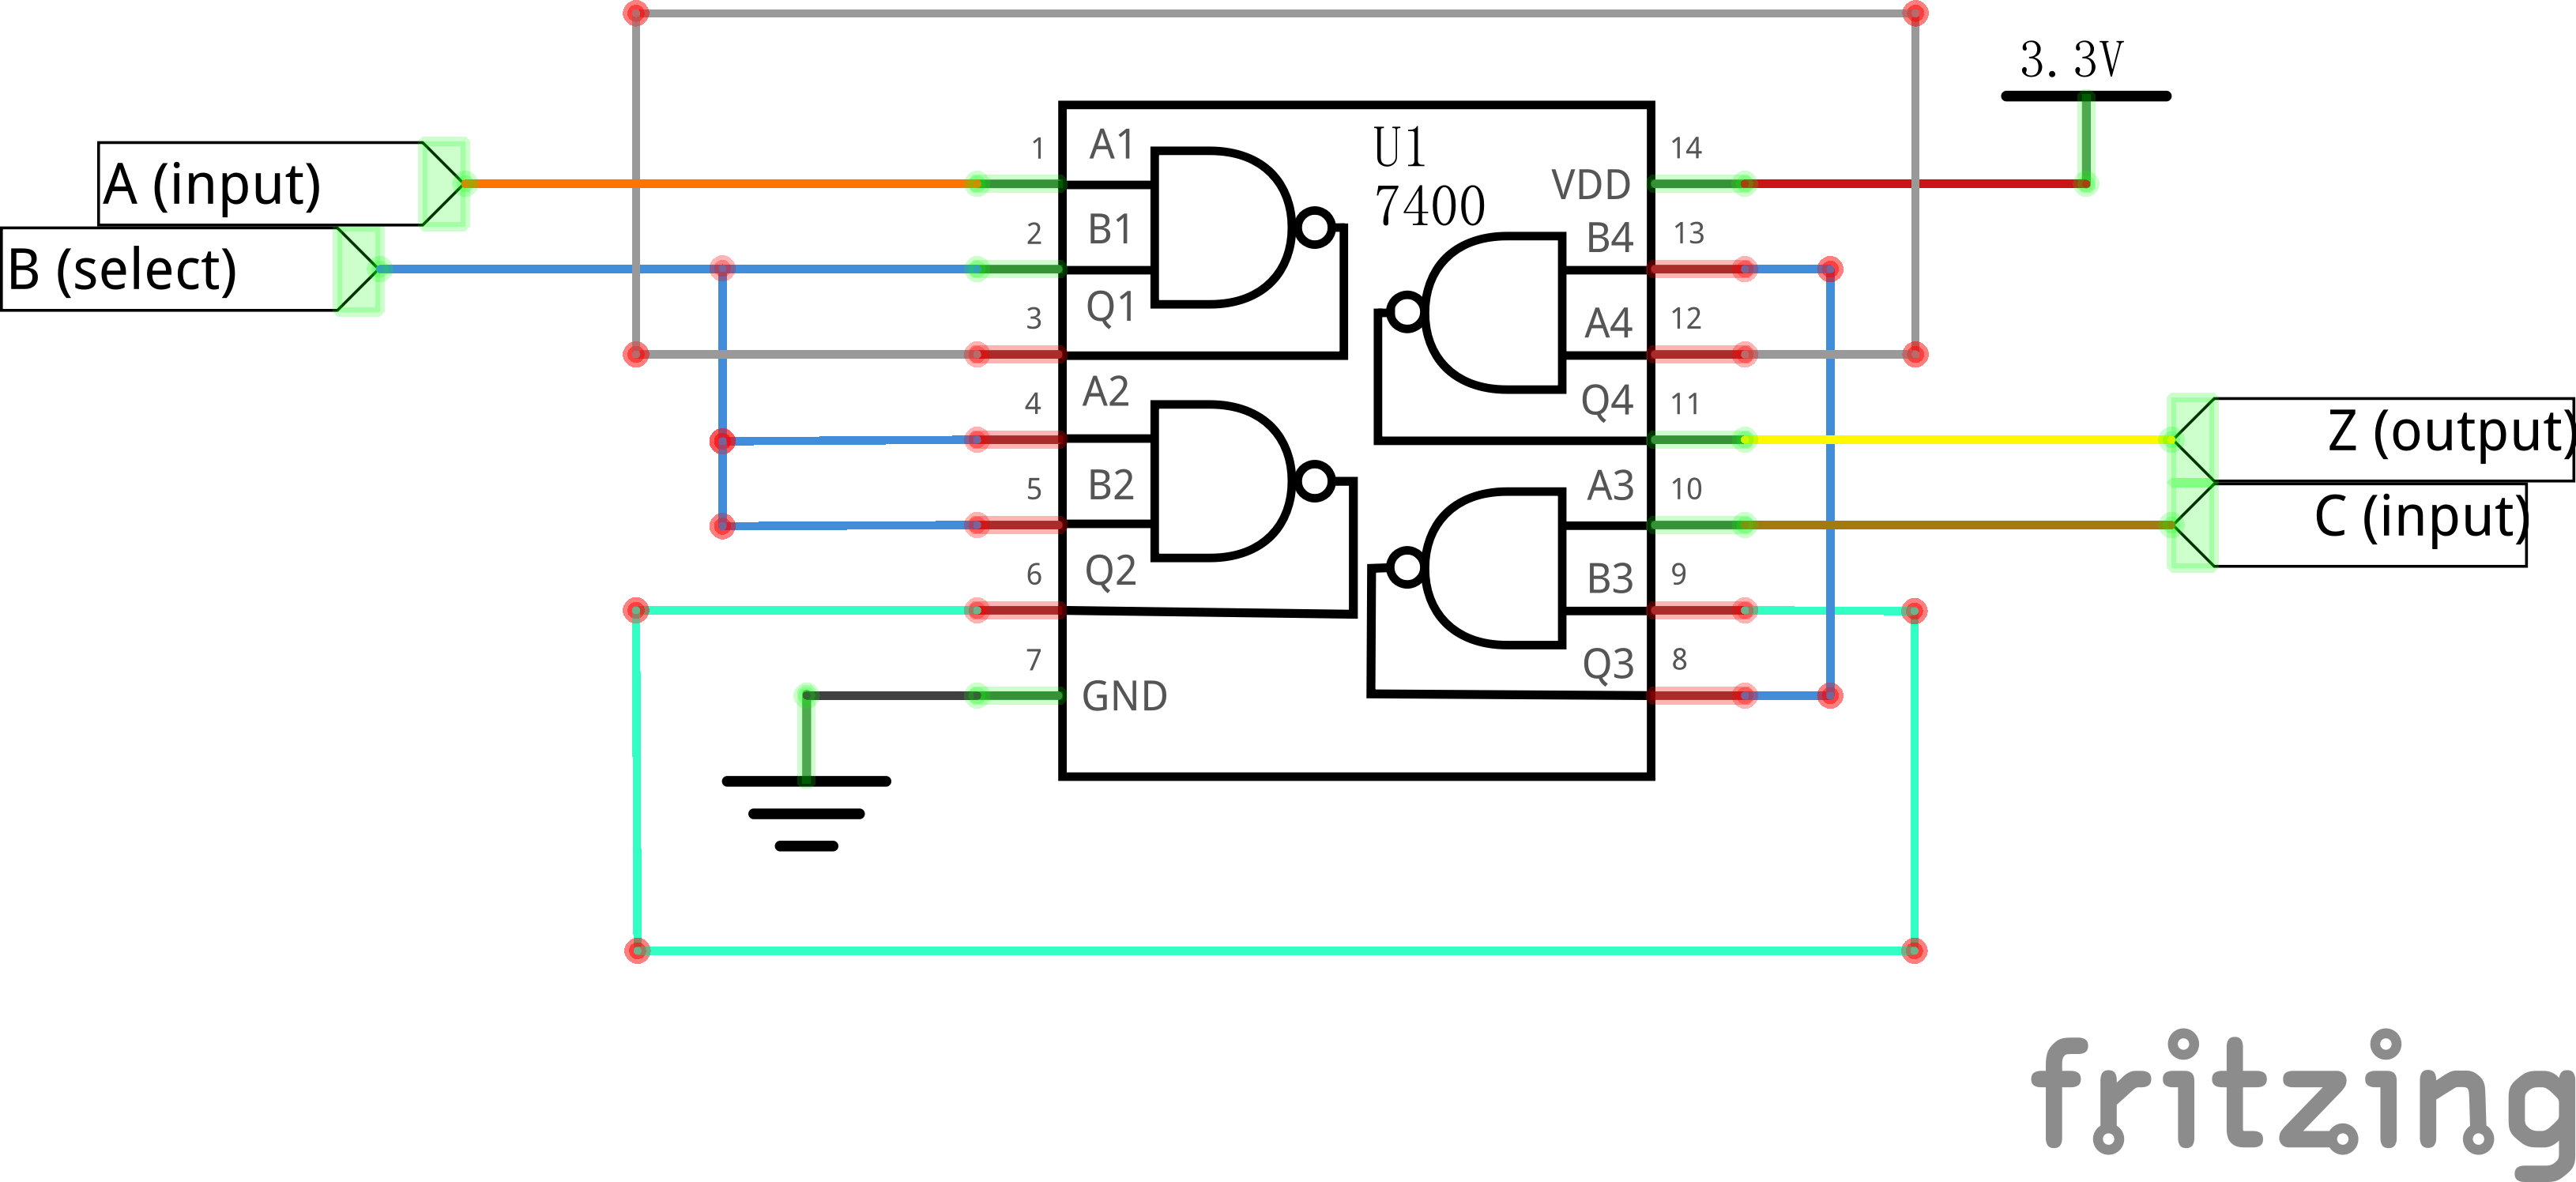 3.3V
A (input)
B (select)
U1
7400
1
A1
2
B1
3
Q1
4
A2
5
B2
6
Q2
7
GND
14
VDD
13
B4
12
A4
11
Q4
10
A3
9
B3
8
Q3
Z (output)
C (input)
fritzing